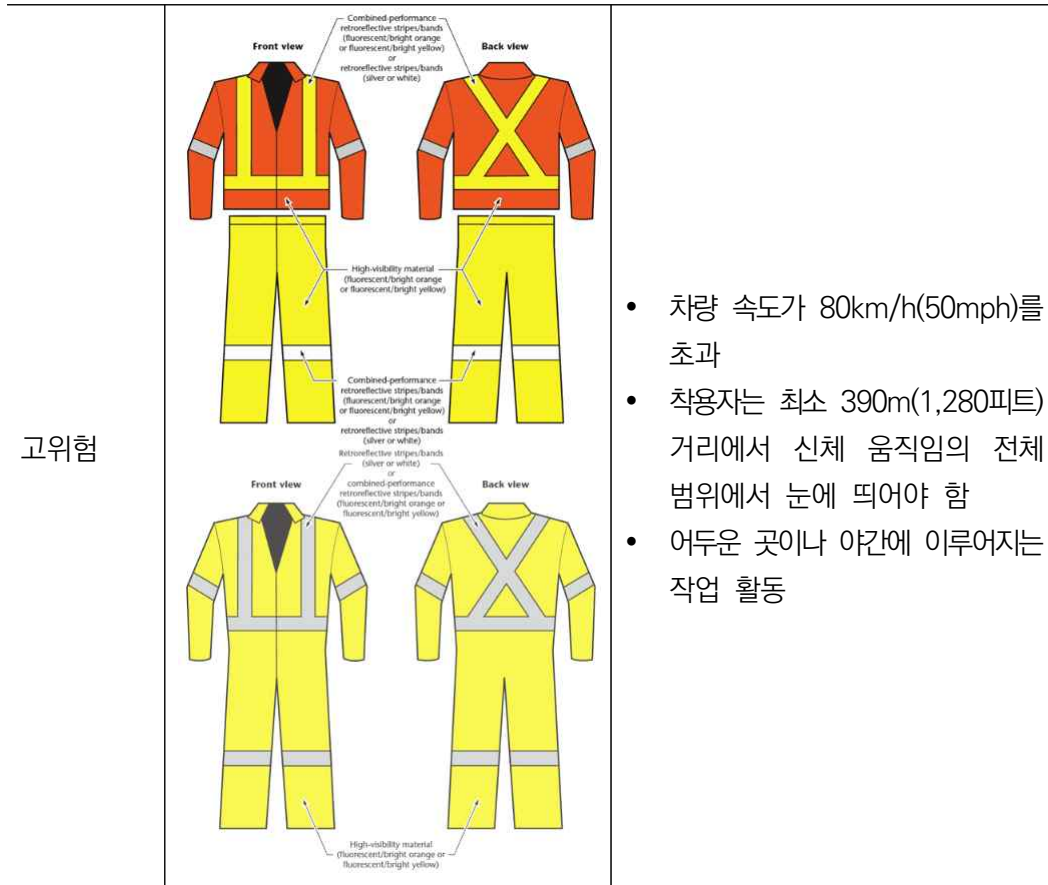 고위험
Combined-performance
retroreflective stripes/bands
(fluorescent/bright orange
or fluorescent/bright yellow)
or
retroreflective stripes/bands
(silver or white)
Front view
Back view
High-visibility material
(fluorescent/bright orange
or fluorescent/bright yellow)
Combined-performance
retroreflective stripes/bands
(fluorescent/bright orange
or fluorescent/bright yellow)
or
retroreflective stripes/bands
(silver or white)
Retroreflective stripes/bands
(silver or white)
or
combined-performance
retroreflective stripes/bands
(fluorescent/bright orange or
fluorescent/bright yellow)
Front view
Back view
High-visibility material
(fluorescent/bright orange or
fluorescent/bright yellow)
• 차량 속도가 80km/h(50mph)를
초과
• 착용자는 최소 390m(1,280피트)
거리에서 신체 움직임의 전체
범위에서 눈에 띄어야 함
• 어두운 곳이나 야간에 이루어지는
작업 활동